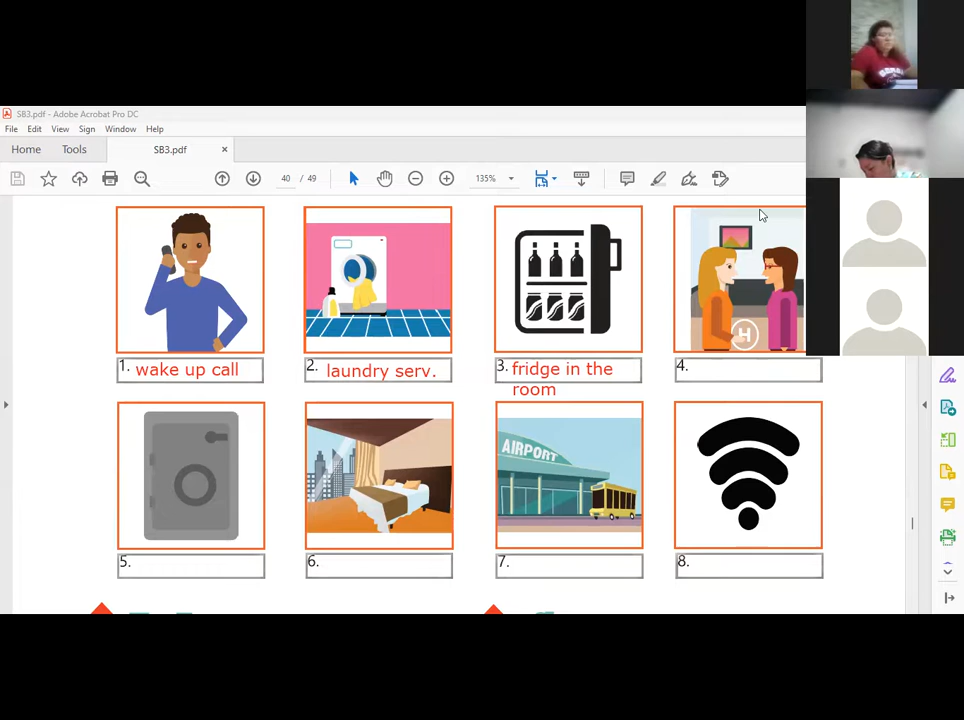 SB3.pdf - Adobe Acrobat Pro DC
File Edit View Sign Window Help
Home Tools SB3.pdf ×
40 / 49 135%
H
1. wake up call
2. laundry serv.
3. fridge in the
room
4.
AIRPORT
5.
6.
7.
8.